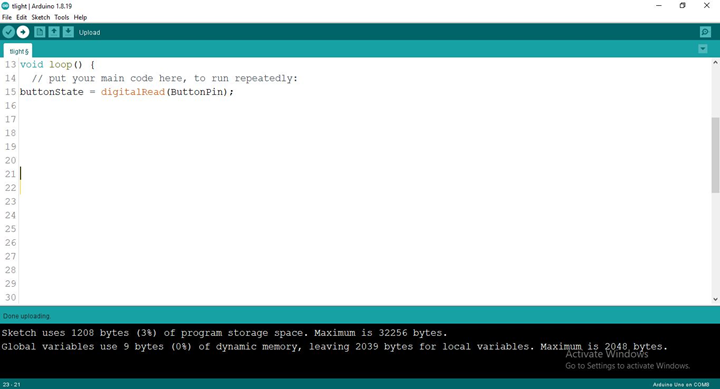 tlight | Arduino 1.8.19
File Edit Sketch Tools Help
Upload
tlight§
13 void loop() {
14 // put your main code here, to run repeatedly:
15 buttonState = digitalRead(ButtonPin);
16
17
18
19
20
21
22
23
24
25
26
27
28
29
30
Done uploading.
Sketch uses 1208 bytes (3%) of program storage space. Maximum is 32256 bytes.
Global variables use 9 bytes (0%) of dynamic memory, leaving 2039 bytes for local variables. Maximum is 2048 bytes.
Activate Windows
Go to Settings to activate Windows.
23 - 21
Arduino Uno on COM8